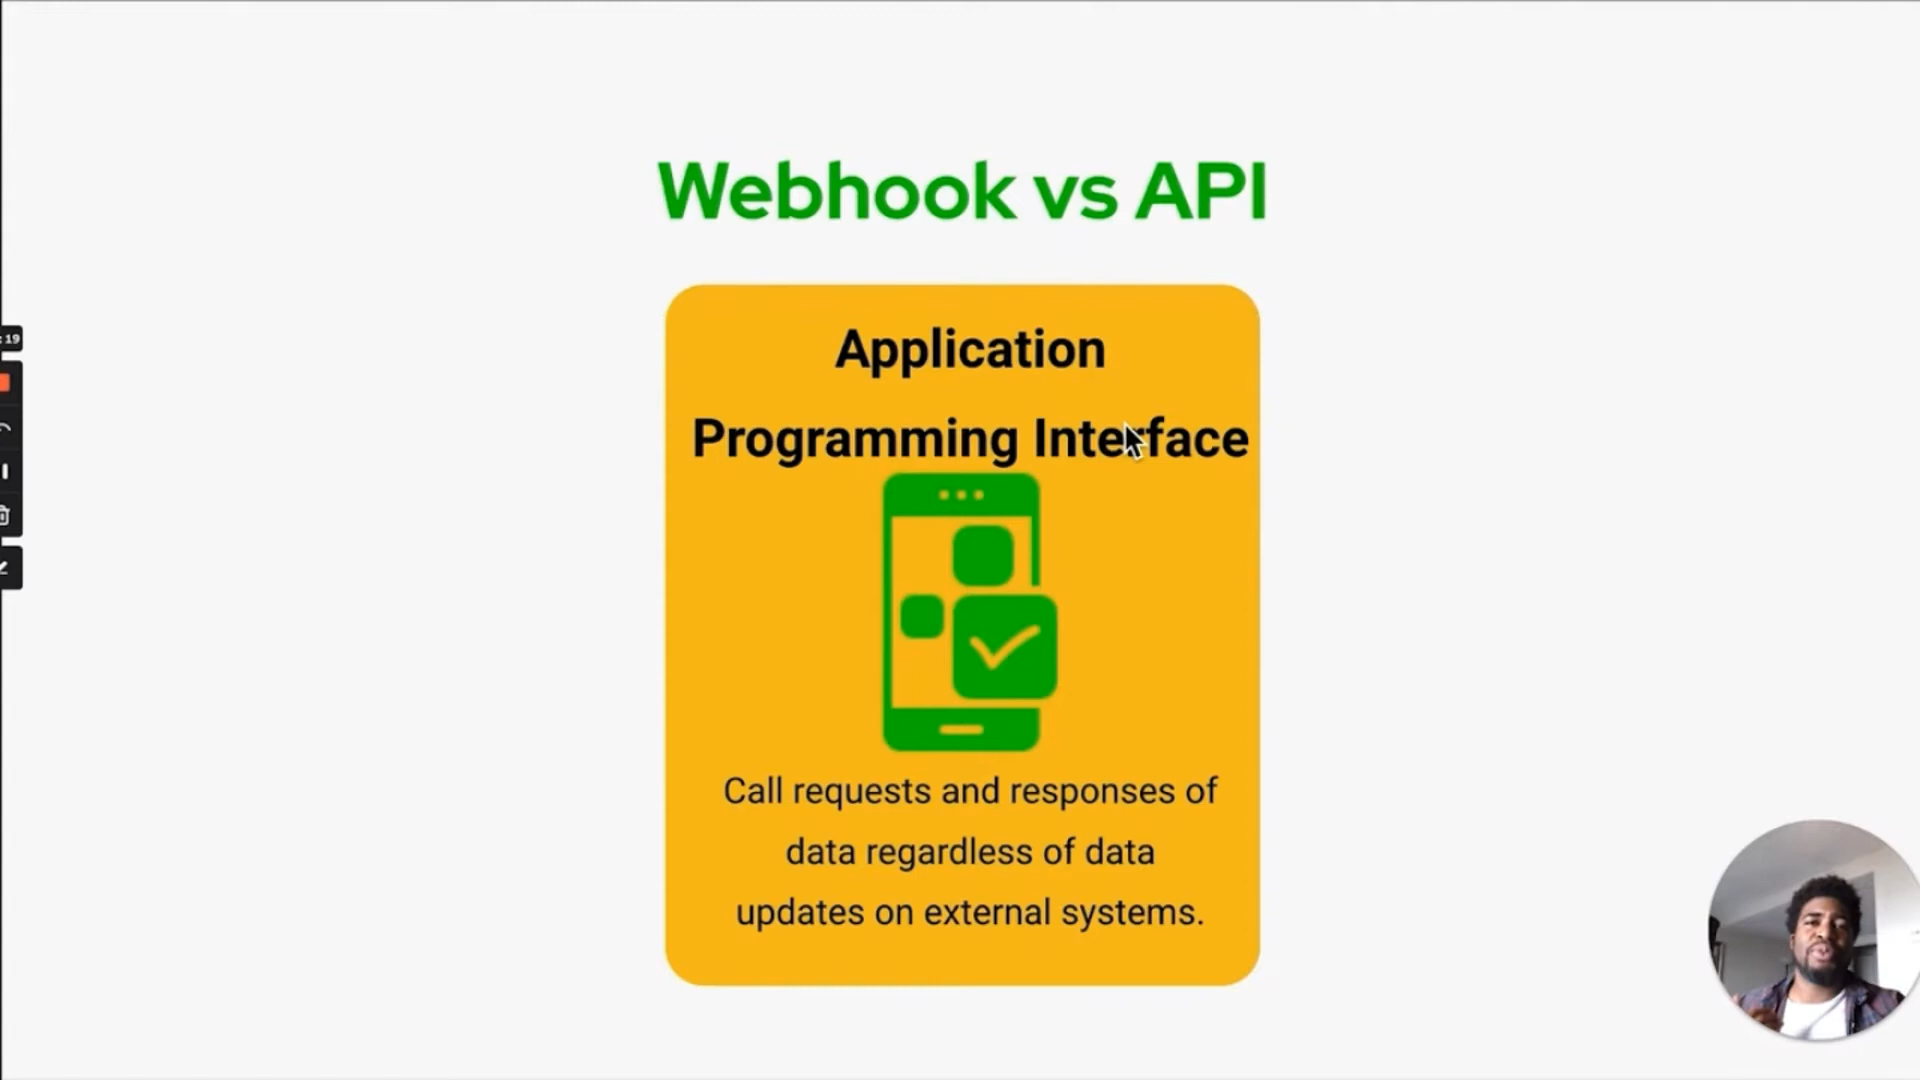 Webhook vs API
Application
Programming Interface
:19
Call requests and responses of
data regardless of data
updates on external systems.